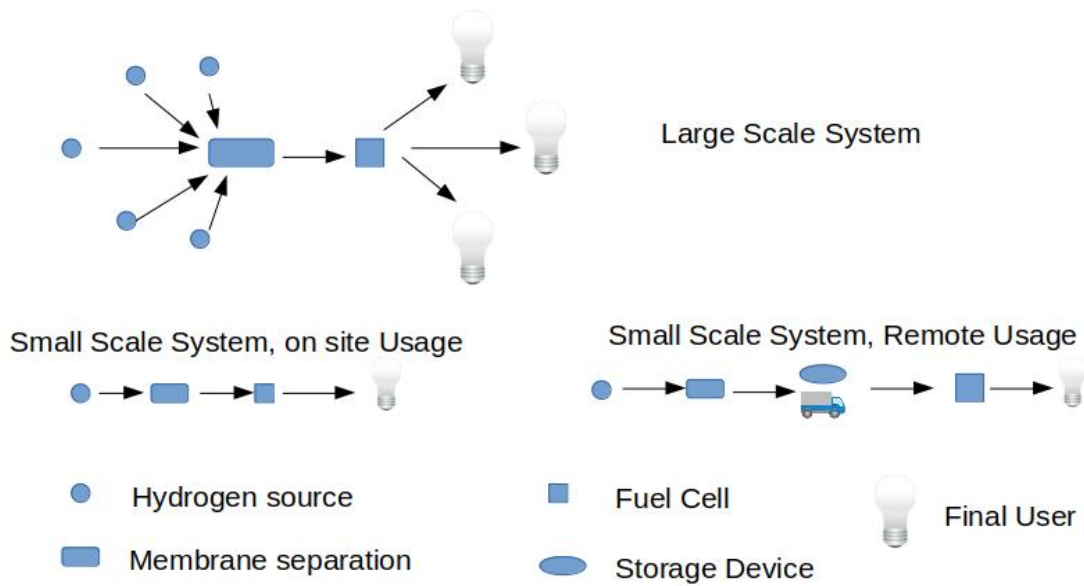 Large Scale System
Small Scale System, on site Usage
Small Scale System, Remote Usage
Hydrogen source
Fuel Cell
Final User
Membrane separation
Storage Device